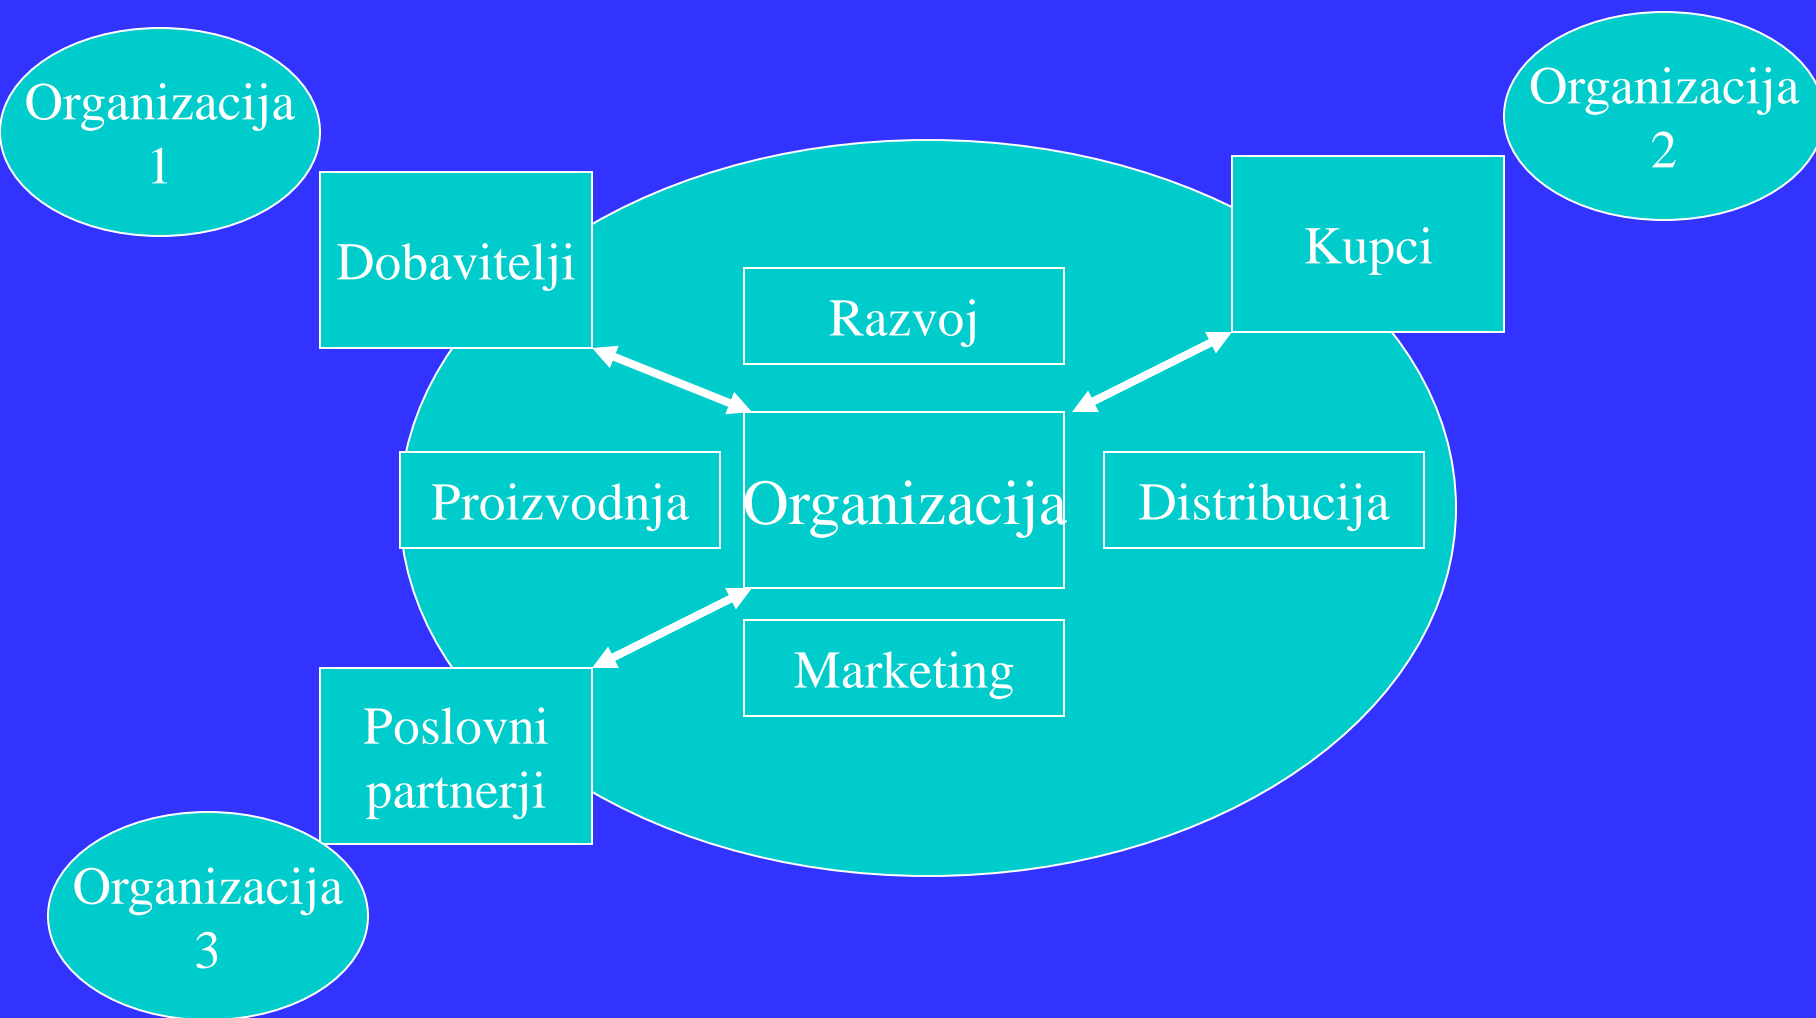 Organizacija
1
Organizacija
2
Dobavitelji
Kupci
Razvoj
Proizvodnja
Organizacija
Distribucija
Marketing
Poslovni
partnerji
Organizacija
3